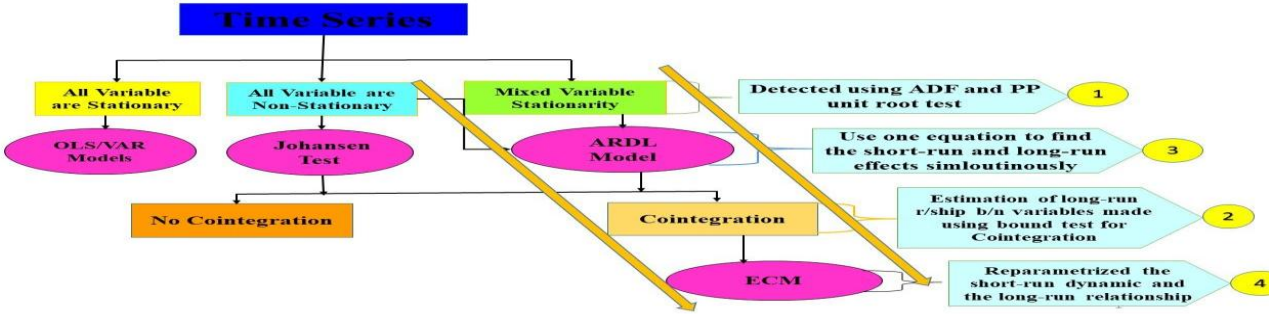 Time Series
All Variable
are Stationary
All Variable are
Non-Stationary
Mixed Variable
Stationarity
Detected using ADF and PP
unit root test
1
OLS/VAR
Models
Johansen
Test
ARDL
Model
Use one equation to find
the short-run and long-run
effects simloutinously
3
No Cointegration
Cointegration
Estimation of long-run
r/ship b/n variables made
using bound test for
Cointegration
2
ECM
Reparametrized the
short-run dynamic and
the long-run relationship
4